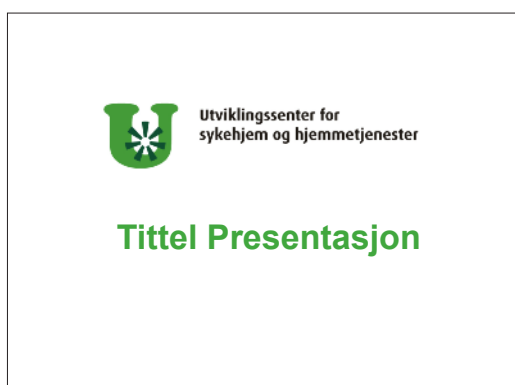 Utviklingssenter for
sykehjem og hjemmetjenester
Tittel Presentasjon